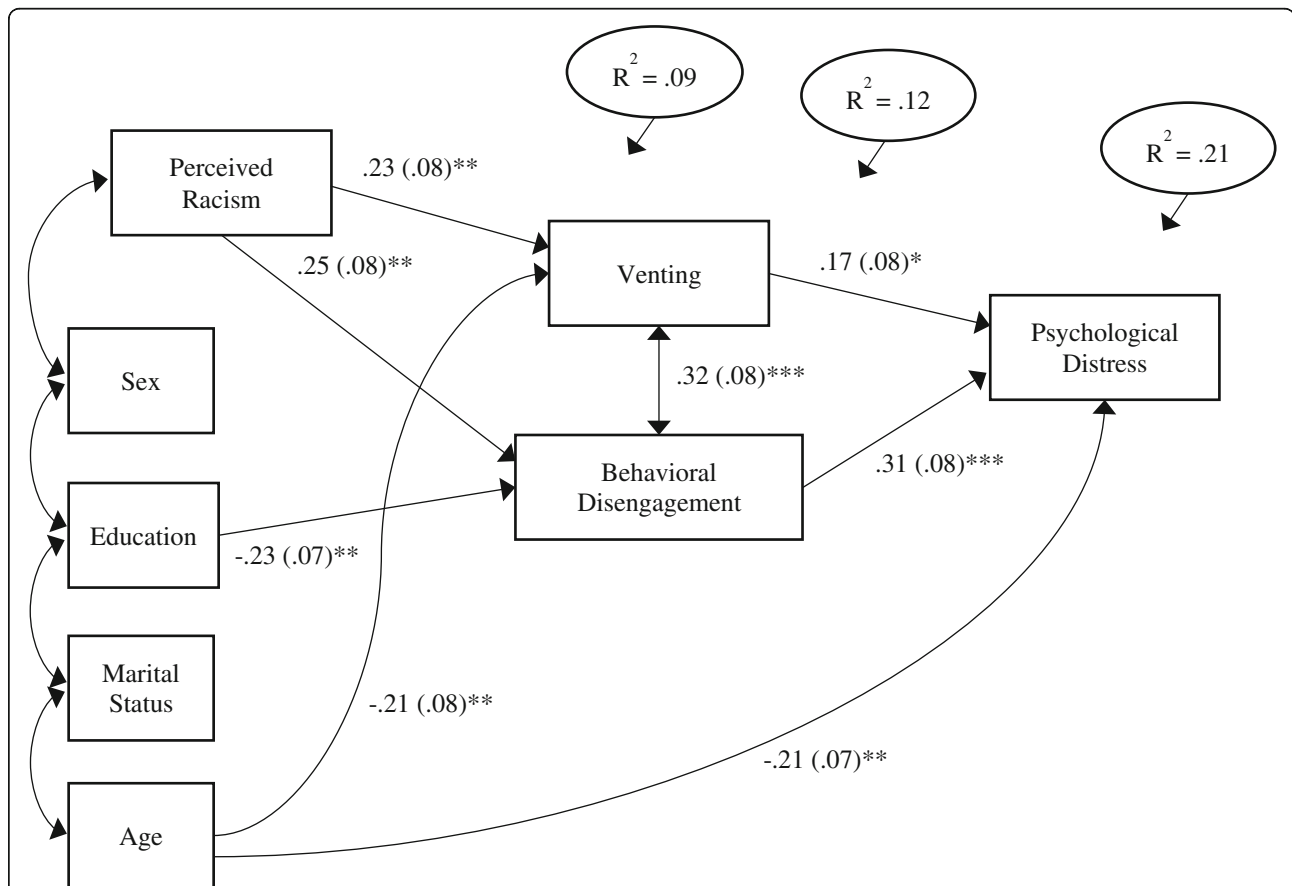 R² = .09
R² = .12
R² = .21
Perceived
Racism
.23 (.08)**
.25 (.08)**
Venting
.17 (.08)*
Psychological
Distress
Sex
.32 (.08)***
Behavioral
Disengagement
.31 (.08)***
Education
-.23 (.07)**
Marital
Status
-.21 (.08)**
-.21 (.07)**
Age